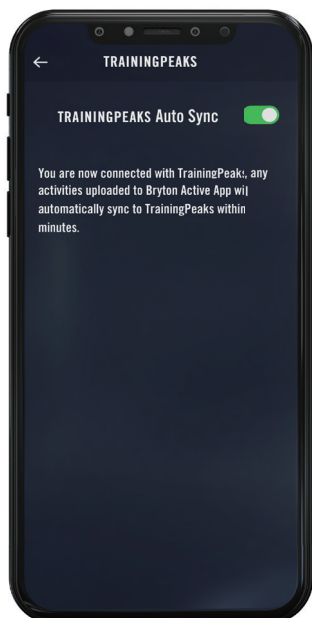 TRAININGPEAKS
TRAININGPEAKS Auto Sync
You are now connected with TrainingPeaks, any
activities uploaded to Bryton Active App will
automatically sync to TrainingPeaks within
minutes.